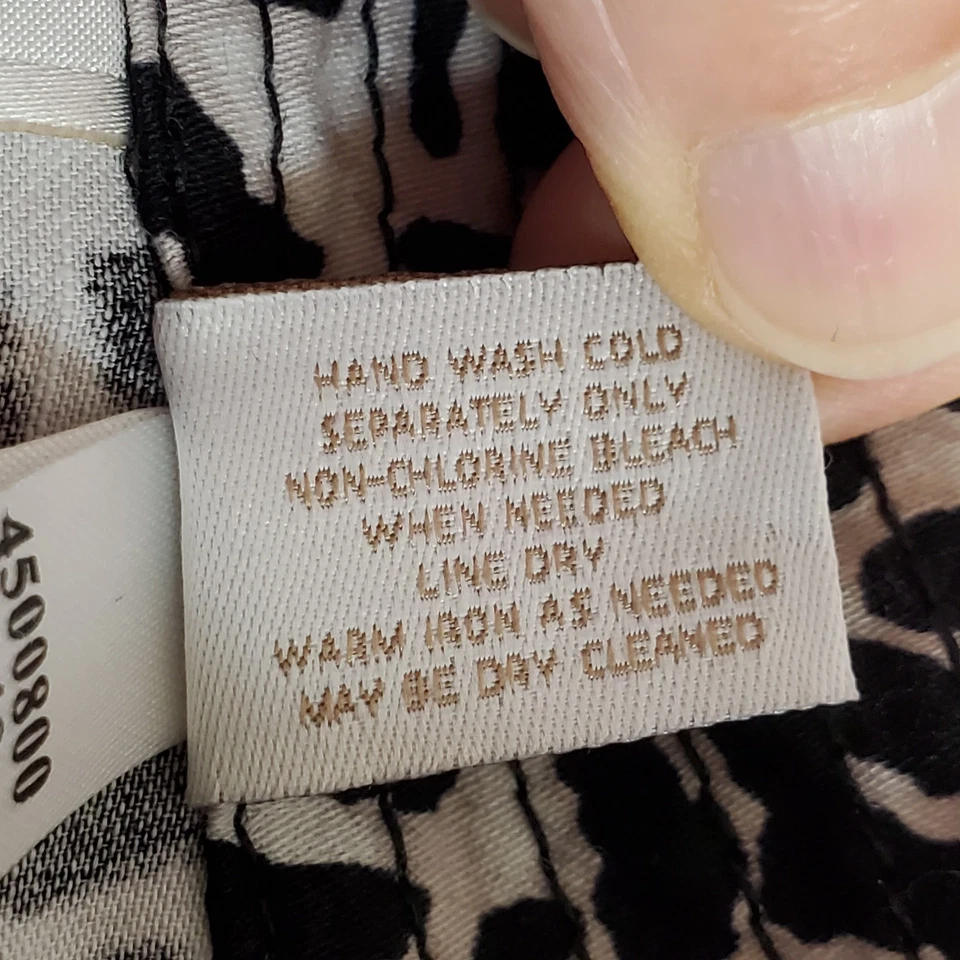 HAND WASH COLD
SEPARATELY ONLY
NON-CHLORINE BLEACH
WHEN NEEDED
LINE DRY
WARM IRON AS NEEDED
MAY BE DRY CLEANED
4500800